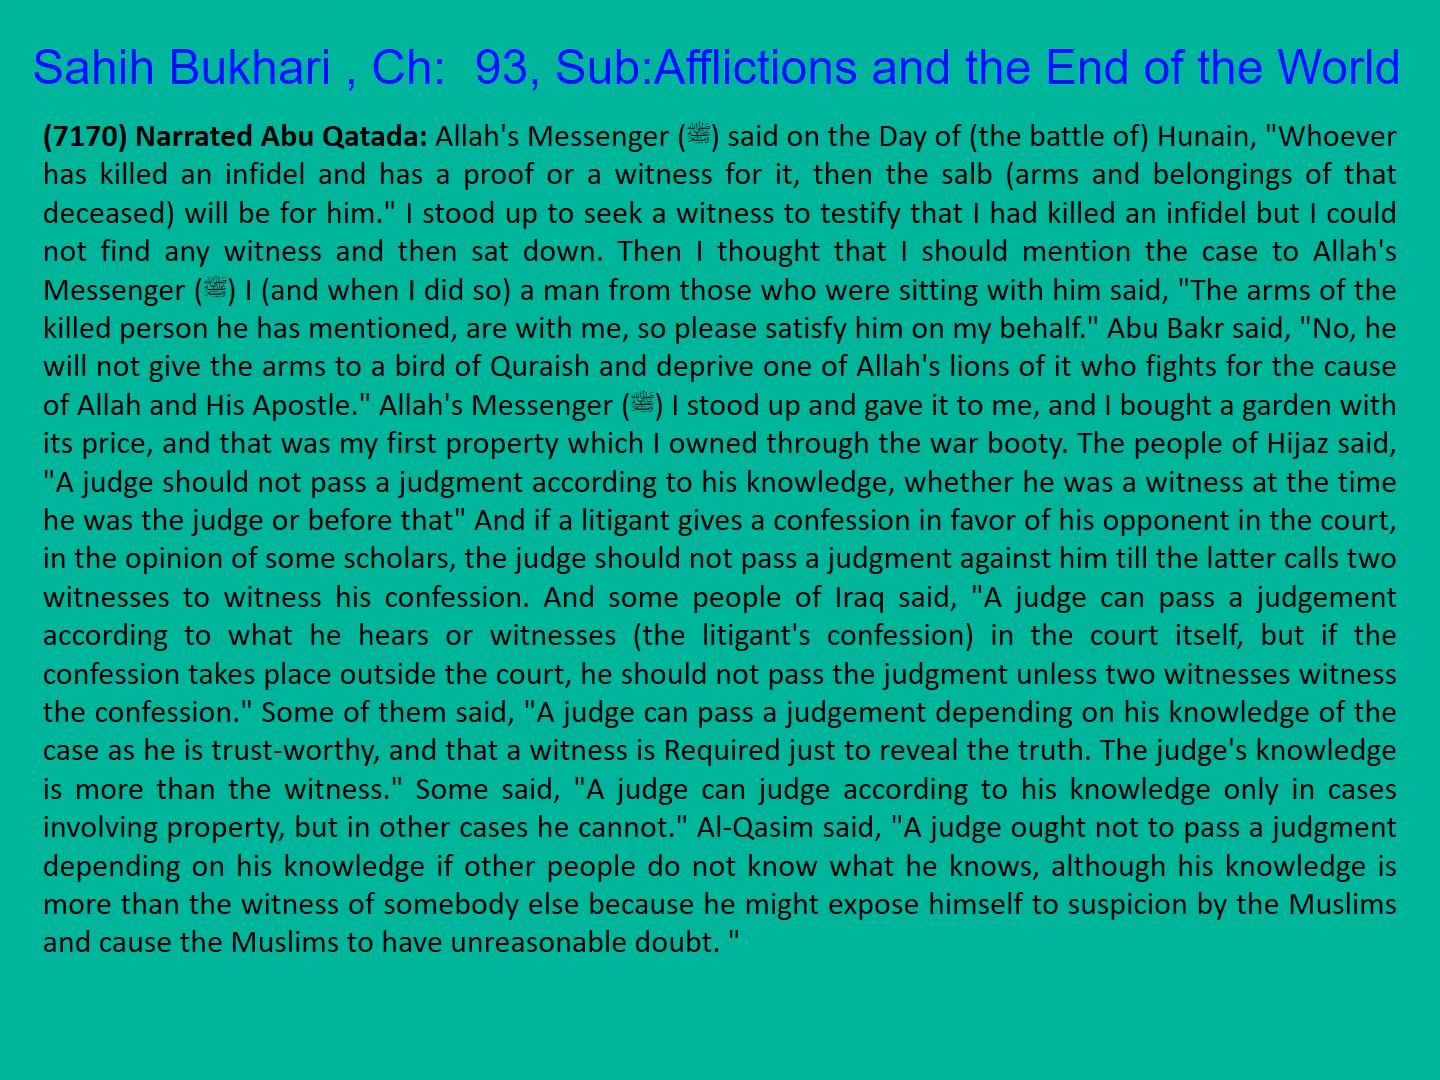 Sahih Bukhari , Ch:  93, Sub:Afflictions and the End of the World
(7170) Narrated Abu Qatada: Allah's Messenger (ﷺ) said on the Day of (the battle of) Hunain, "Whoever
has killed an infidel and has a proof or a witness for it, then the salb (arms and belongings of that
deceased) will be for him." I stood up to seek a witness to testify that I had killed an infidel but I could
not find any witness and then sat down. Then I thought that I should mention the case to Allah's
Messenger (ﷺ) I (and when I did so) a man from those who were sitting with him said, "The arms of the
killed person he has mentioned, are with me, so please satisfy him on my behalf." Abu Bakr said, "No, he
will not give the arms to a bird of Quraish and deprive one of Allah's lions of it who fights for the cause
of Allah and His Apostle." Allah's Messenger (ﷺ) I stood up and gave it to me, and I bought a garden with
its price, and that was my first property which I owned through the war booty. The people of Hijaz said,
"A judge should not pass a judgment according to his knowledge, whether he was a witness at the time
he was the judge or before that" And if a litigant gives a confession in favor of his opponent in the court,
in the opinion of some scholars, the judge should not pass a judgment against him till the latter calls two
witnesses to witness his confession. And some people of Iraq said, "A judge can pass a judgement
according to what he hears or witnesses (the litigant's confession) in the court itself, but if the
confession takes place outside the court, he should not pass the judgment unless two witnesses witness
the confession." Some of them said, "A judge can pass a judgement depending on his knowledge of the
case as he is trust-worthy, and that a witness is Required just to reveal the truth. The judge's knowledge
is more than the witness." Some said, "A judge can judge according to his knowledge only in cases
involving property, but in other cases he cannot." Al-Qasim said, "A judge ought not to pass a judgment
depending on his knowledge if other people do not know what he knows, although his knowledge is
more than the witness of somebody else because he might expose himself to suspicion by the Muslims
and cause the Muslims to have unreasonable doubt. "